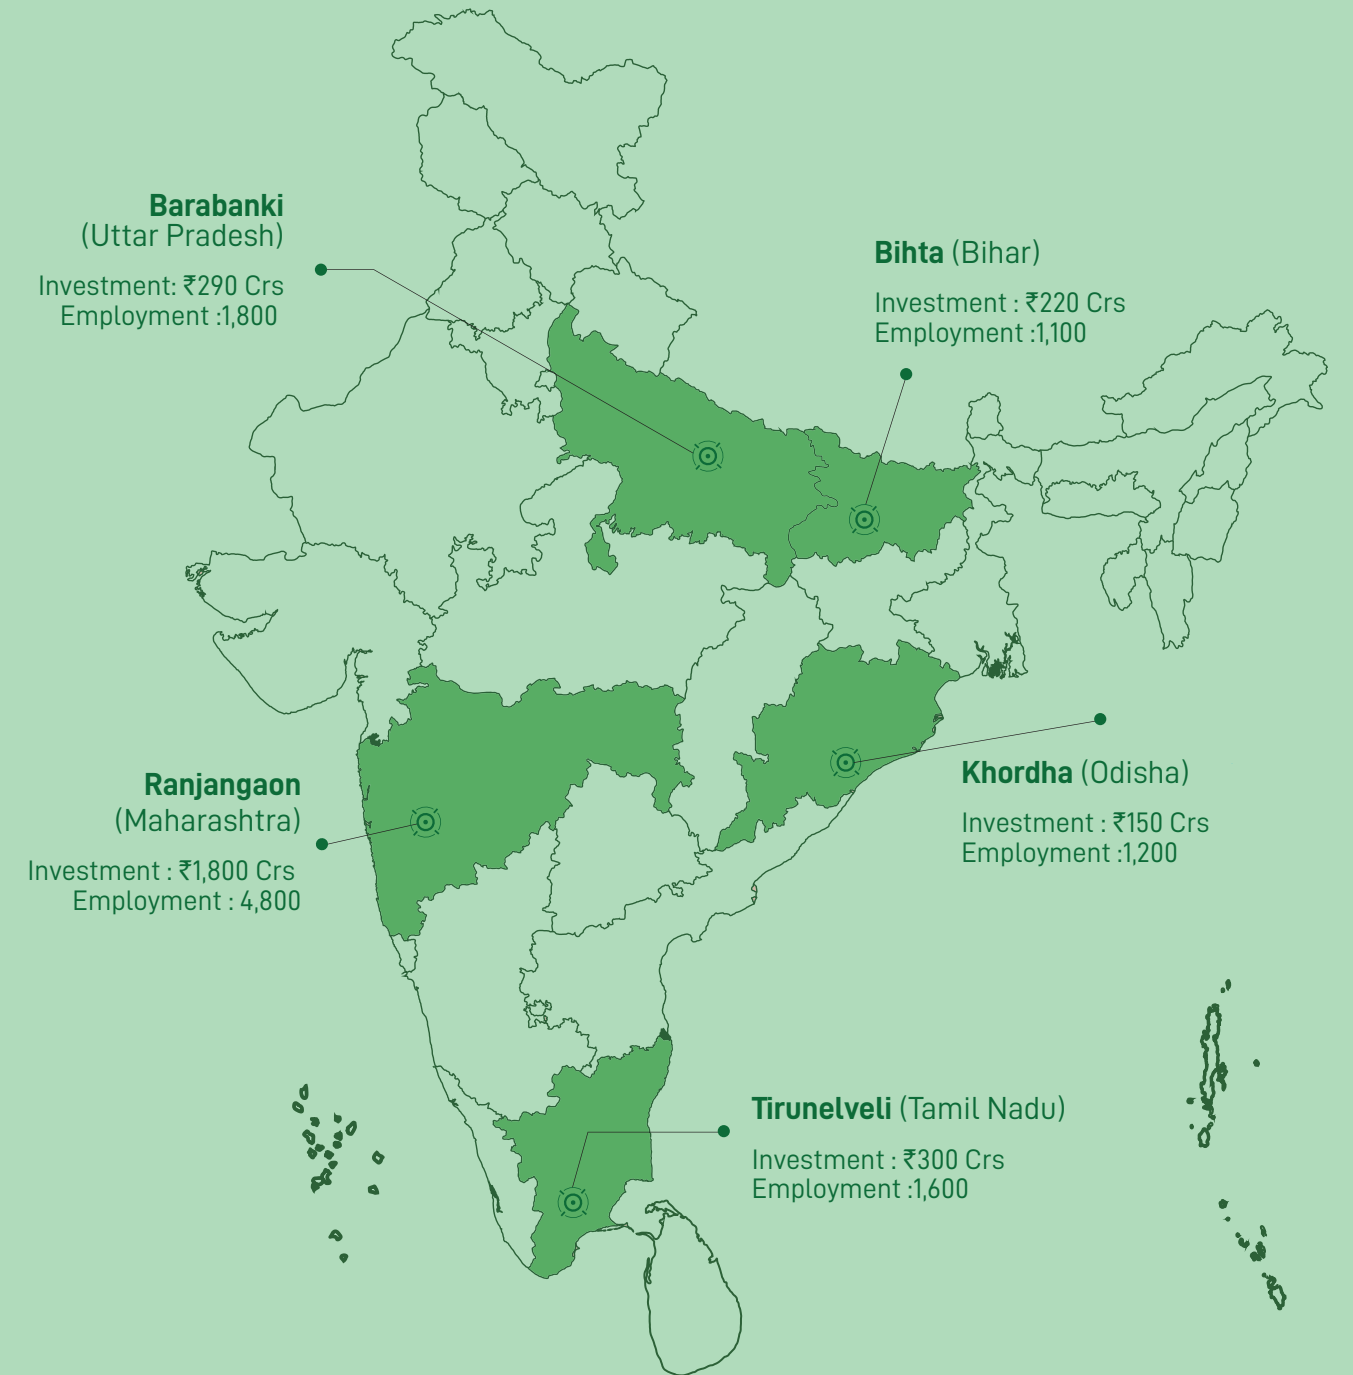 Barabanki
(Uttar Pradesh)
Investment: ₹290 Crs
Employment :1,800
Bihta (Bihar)
Investment : ₹220 Crs
Employment :1,100
Ranjangaon
(Maharashtra)
Investment : ₹1,800 Crs
Employment : 4,800
Khordha (Odisha)
Investment : ₹150 Crs
Employment :1,200
Tirunelveli (Tamil Nadu)
Investment : ₹300 Crs
Employment :1,600